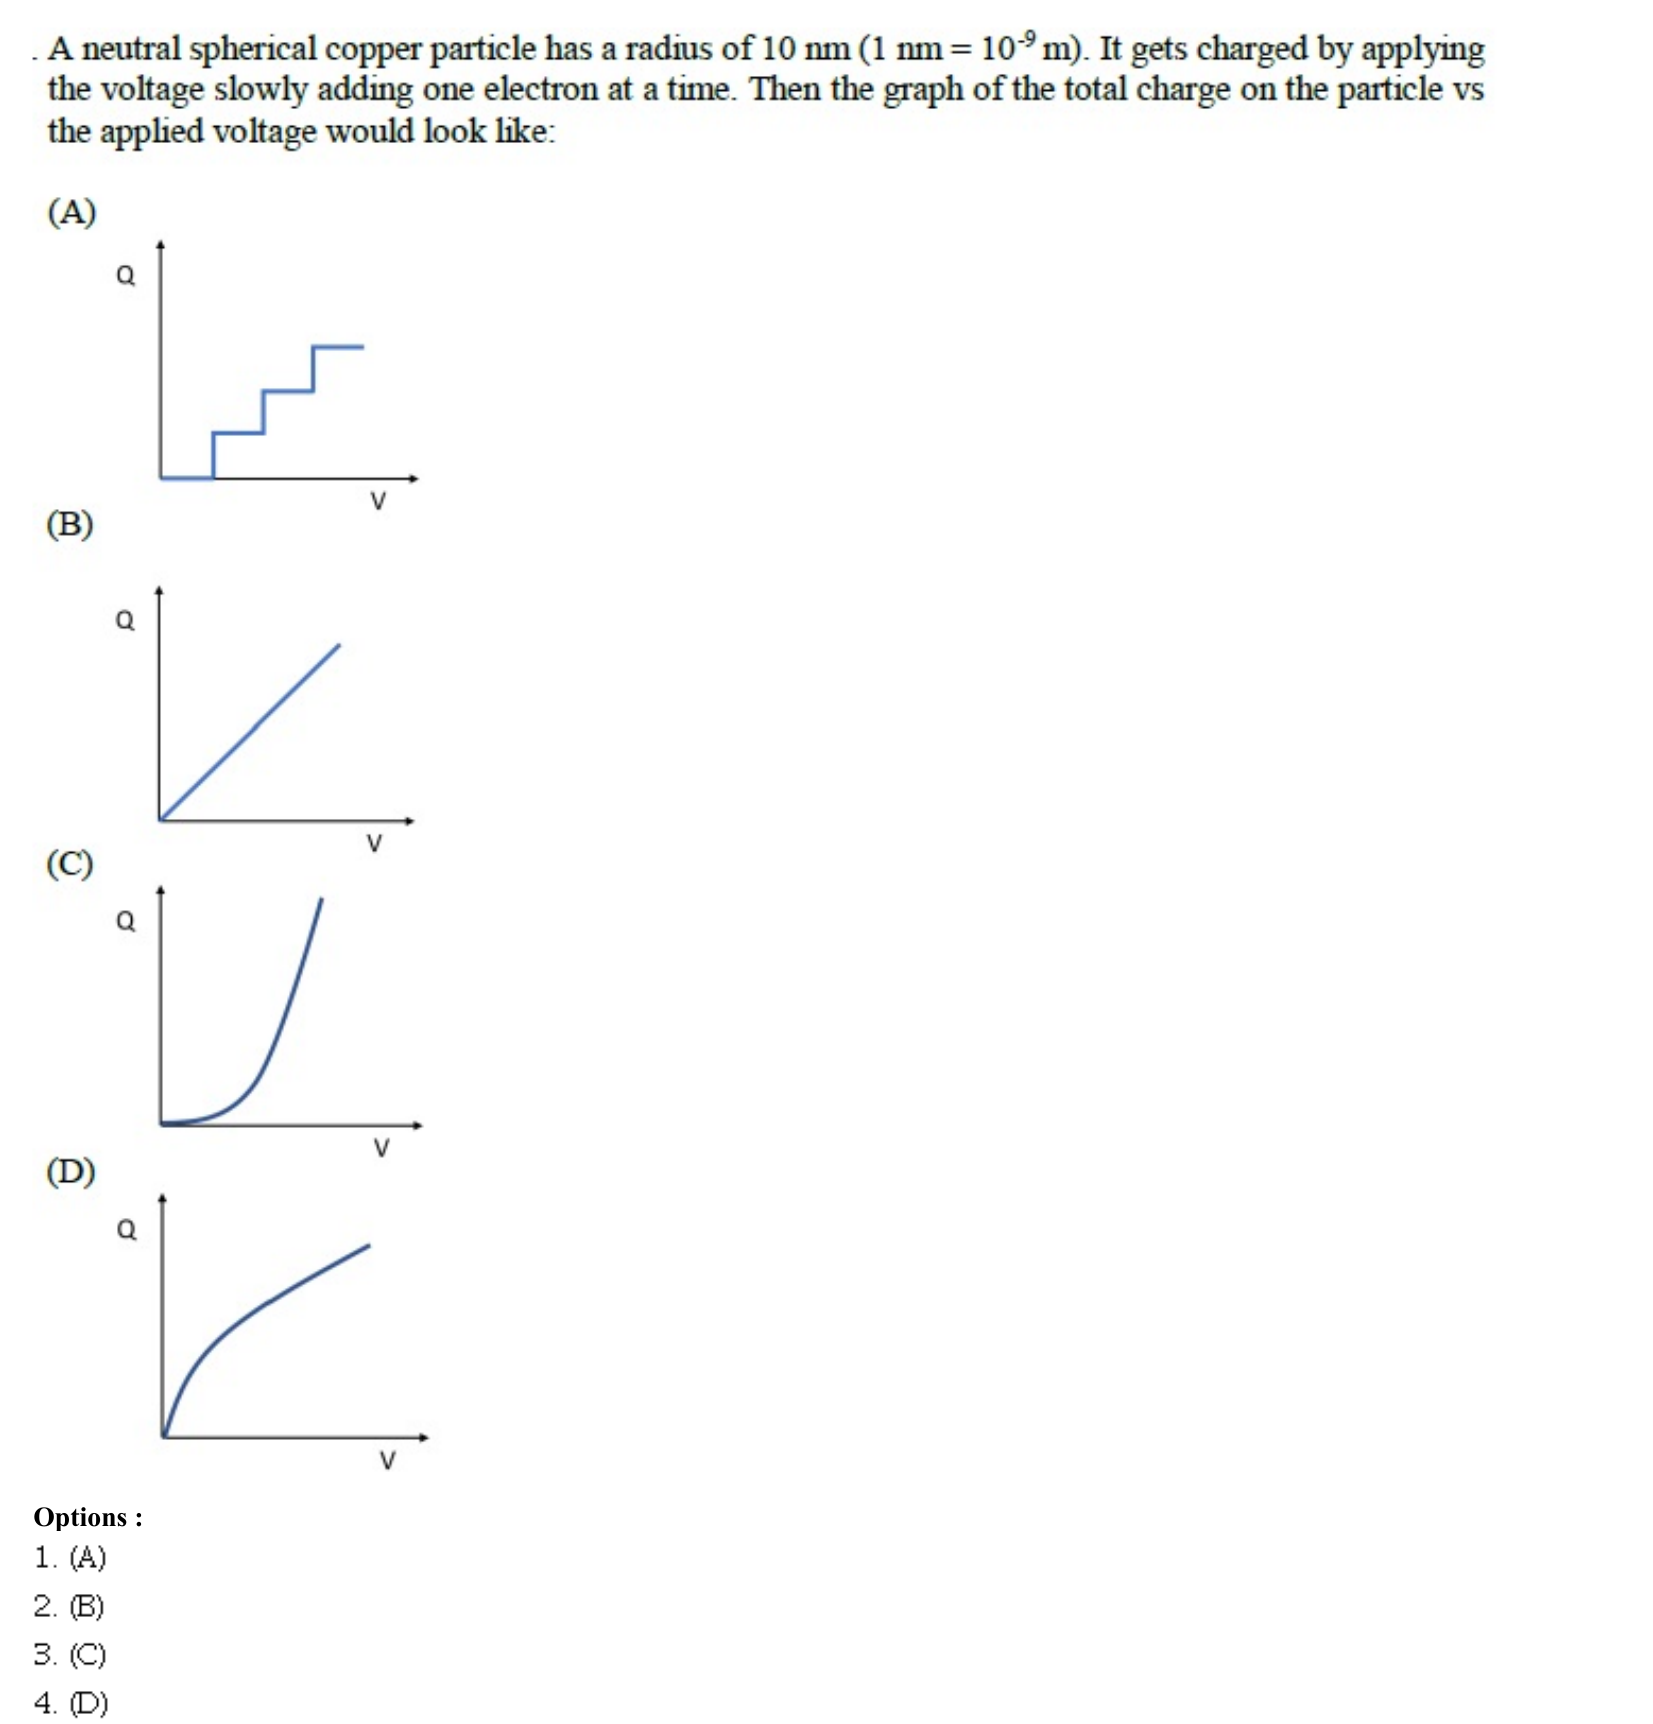 . A neutral spherical copper particle has a radius of 10 nm (1 nm = 10⁻⁹ m). It gets charged by applying
the voltage slowly adding one electron at a time. Then the graph of the total charge on the particle vs
the applied voltage would look like:
(A)
Q
V
(B)
Q
V
(C)
Q
V
(D)
Q
V
Options :
1. (A)
2. (B)
3. (C)
4. (D)